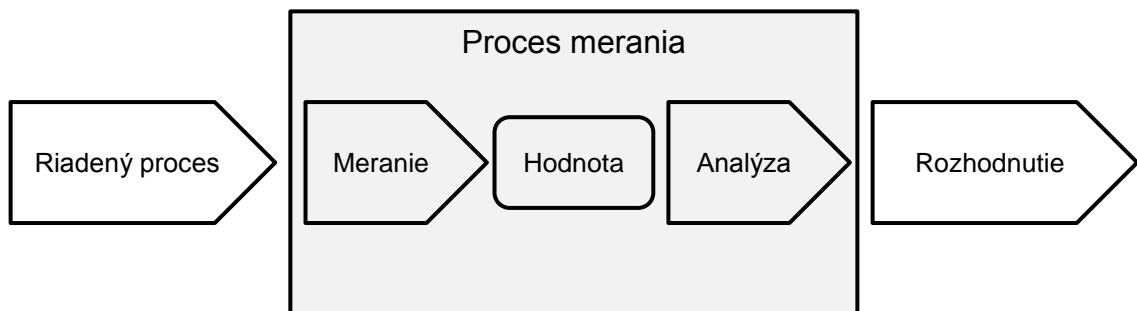 Proces merania
Riadený proces
Meranie
Hodnota
Analýza
Rozhodnutie